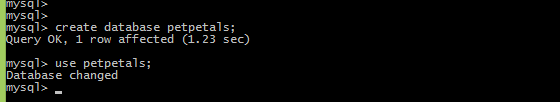 mysql>
mysql>
mysql> create database petpetals;
Query OK, 1 row affected (1.23 sec)
mysql> use petpetals;
Database changed
mysql> _